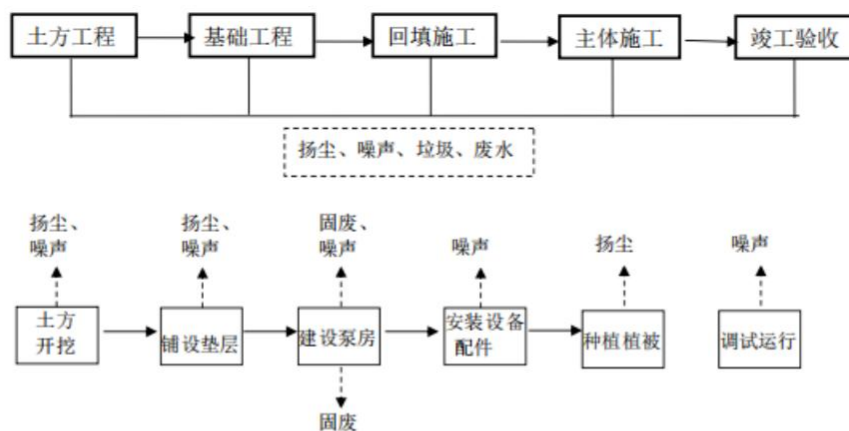 土方工程
基础工程
回填施工
主体施工
竣工验收
扬尘、噪声、垃圾、废水
扬尘、
噪声
扬尘、
噪声
固废、
噪声
噪声
扬尘
噪声
土方
开挖
铺设垫层
建设泵房
安装设备
配件
种植植被
调试运行
固废